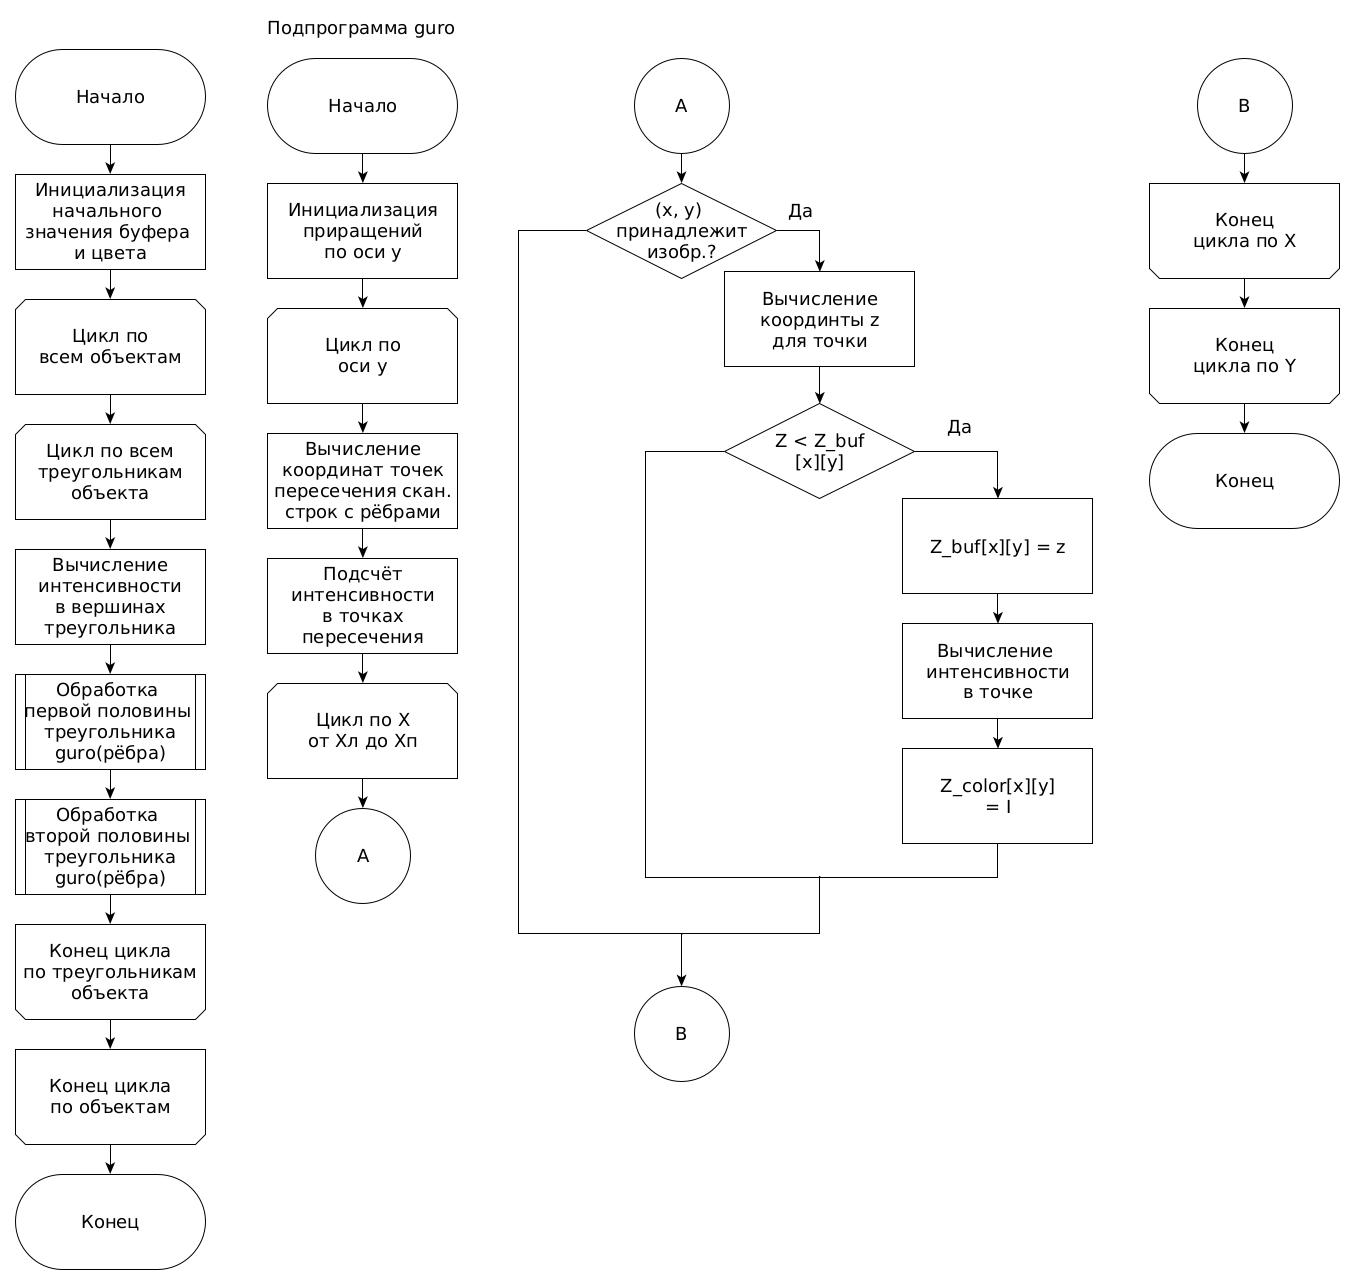 Начало
Инициализация
начального
значения буфера
и цвета
Цикл по
всем объектам
Цикл по всем
треугольникам
объекта
Вычисление
интенсивности
в вершинах
треугольника
Обработка
первой половины
треугольника
guro(рёбра)
Обработка
второй половины
треугольника
guro(рёбра)
Конец цикла
по треугольникам
объекта
Конец цикла
по объектам
Конец
Подпрограмма guro
Начало
Инициализация
приращений
по оси y
Цикл по
оси y
Вычисление
координат точек
пересечения скан.
строк с рёбрами
Подсчёт
интенсивности
в точках
пересечения
Цикл по X
от Xл до Xп
A
A
(x, y)
принадлежит
изобр.?
Да
Вычисление
координты z
для точки
Z < Z_buf
[x][y]
Да
Z_buf[x][y] = z
Вычисление
интенсивности
в точке
Z_color[x][y]
= I
B
B
Конец
цикла по X
Конец
цикла по Y
Конец